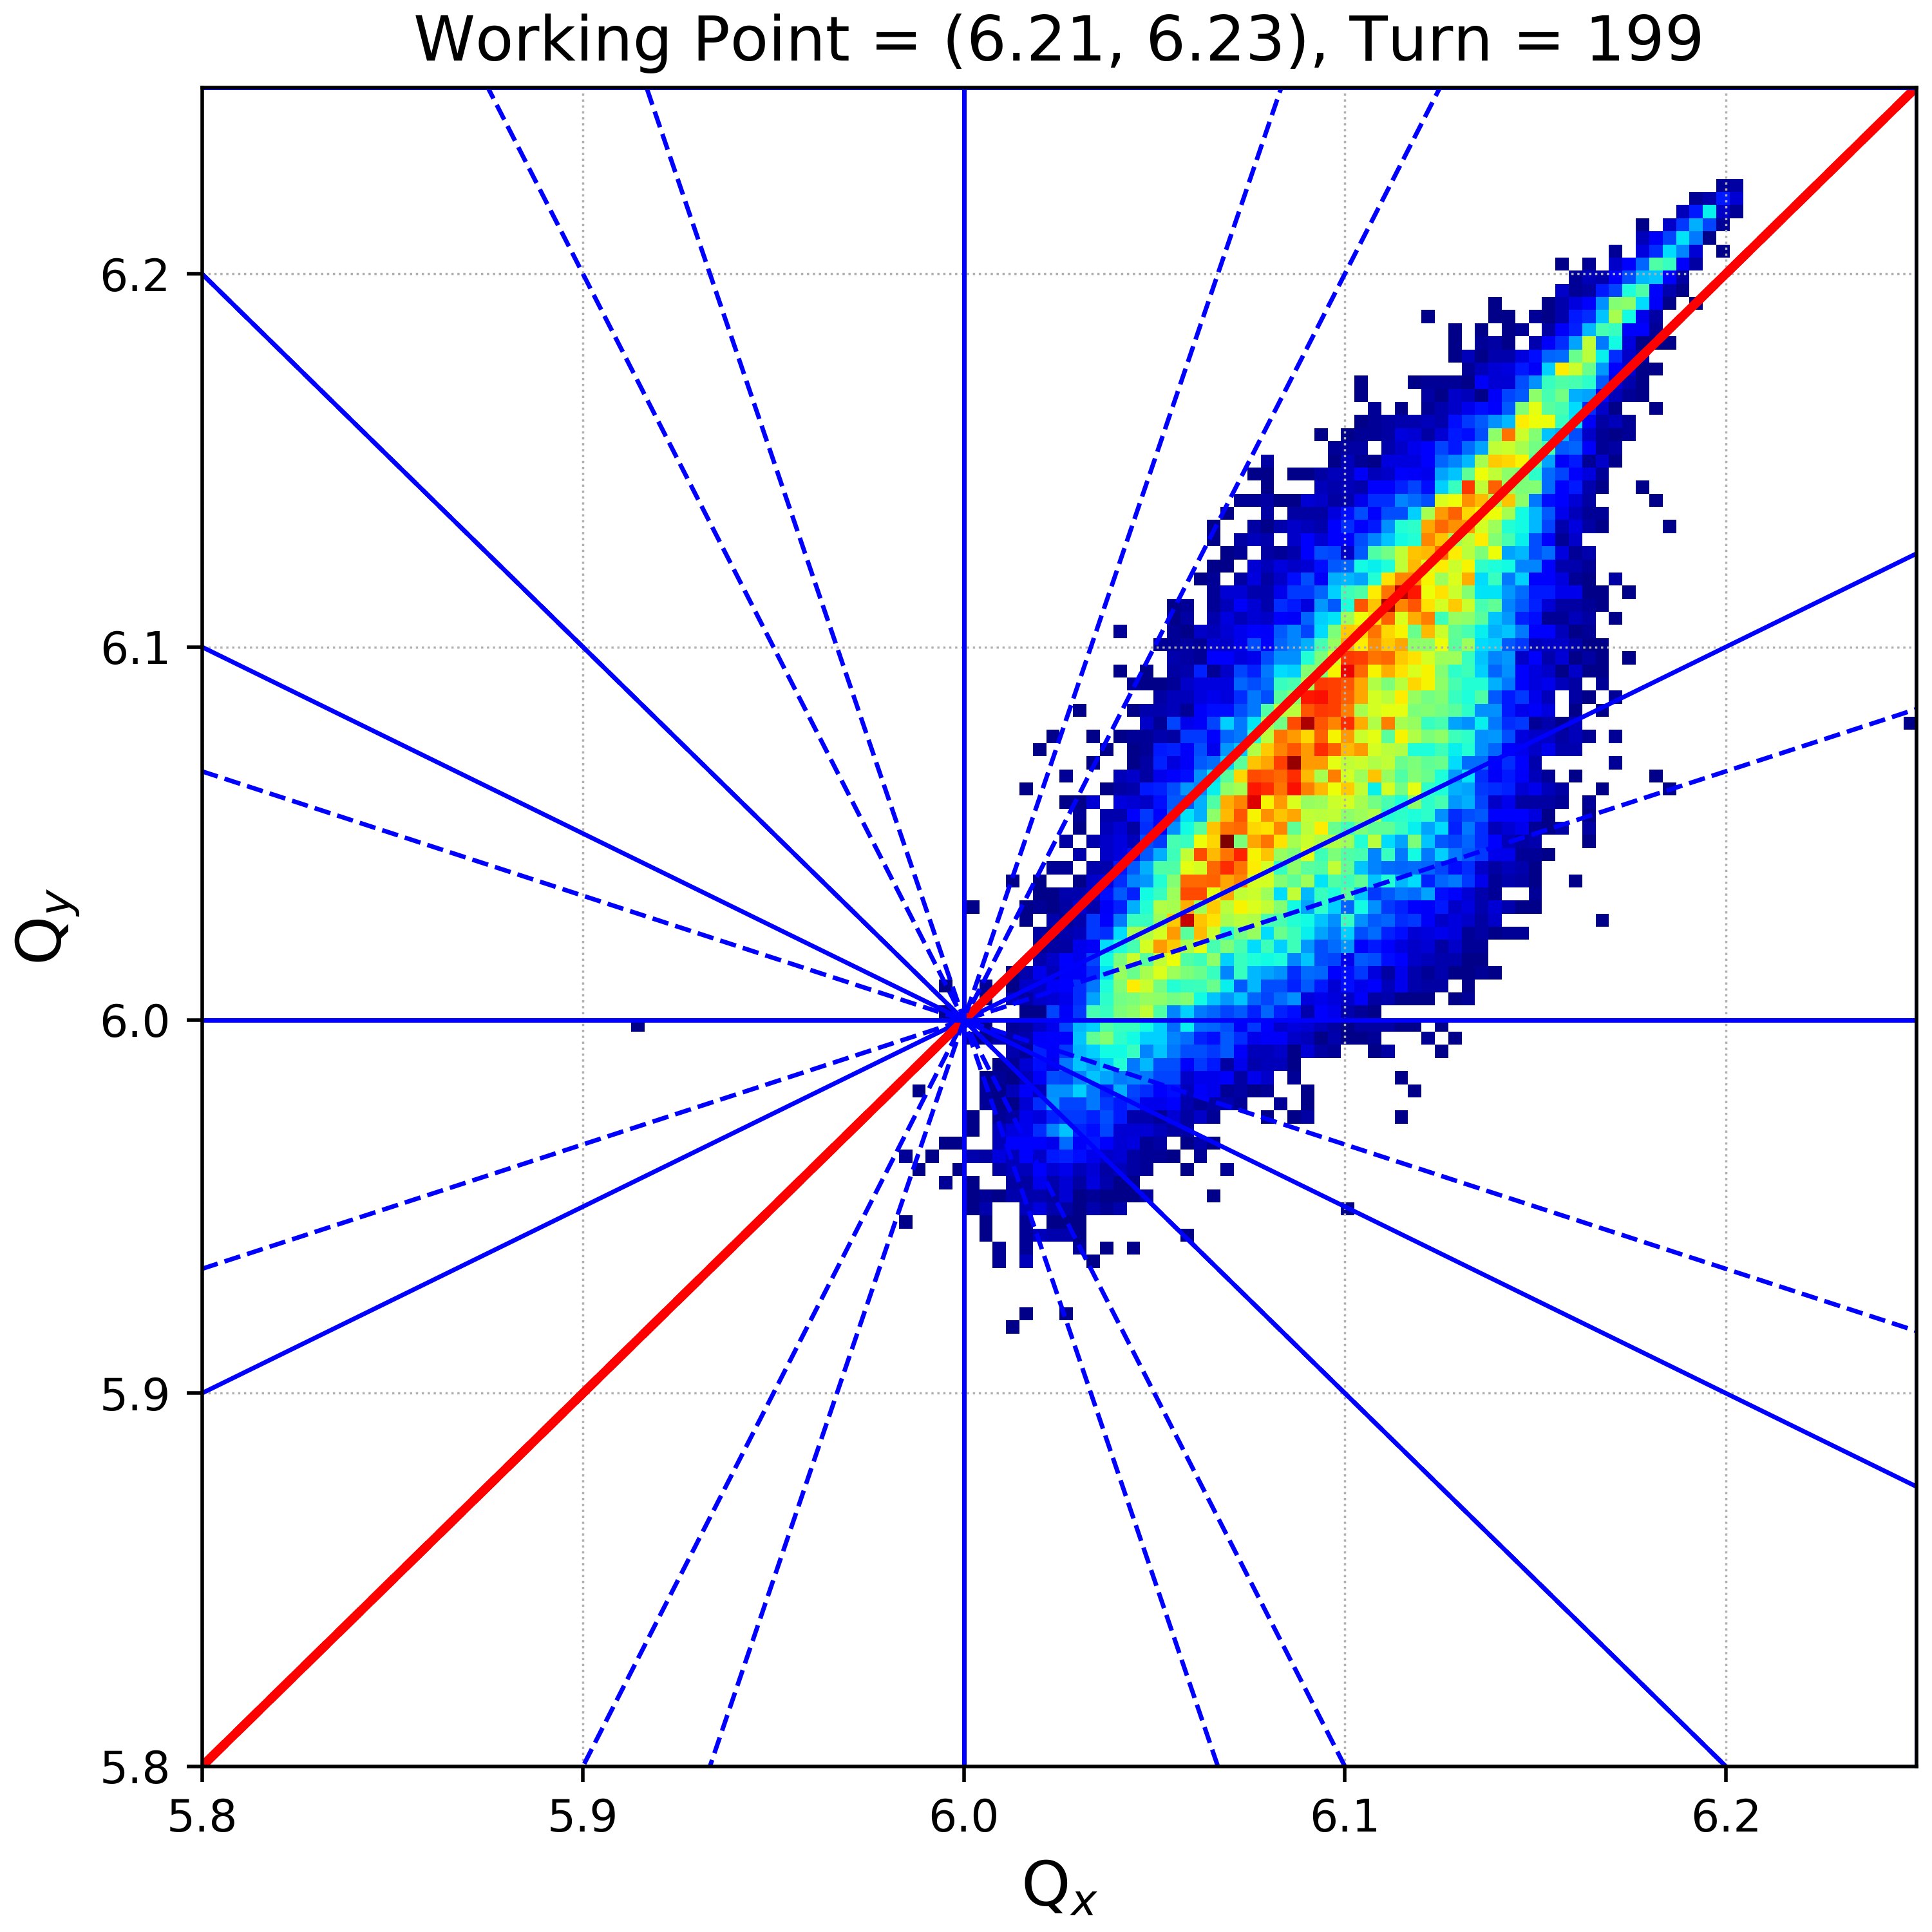 Working Point = (6.21, 6.23), Turn = 199
6.2
6.1
6.0
5.9
5.8
Qy
5.8 5.9 6.0 6.1 6.2
Qx